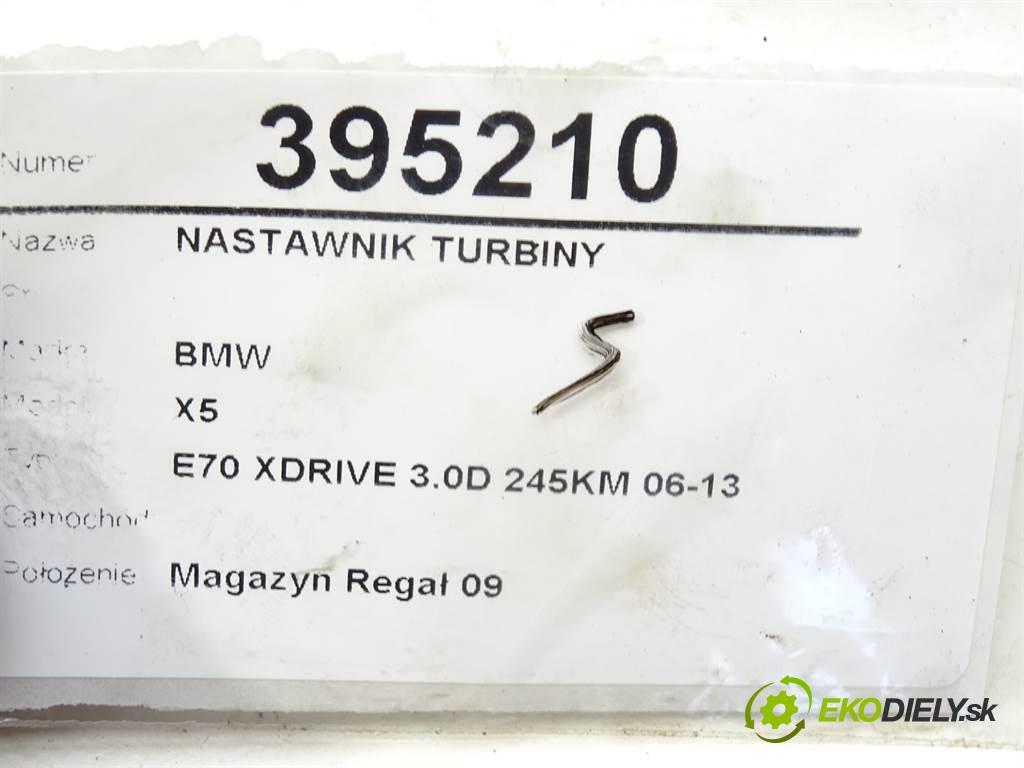 Numer 395210
Nazwa NASTAWNIK TURBINY
BMW
X5
E70 XDRIVE 3.0D 245KM 06-13
Samochód
Położenie Magazyn Regał 09
S
EKODIELY.sk